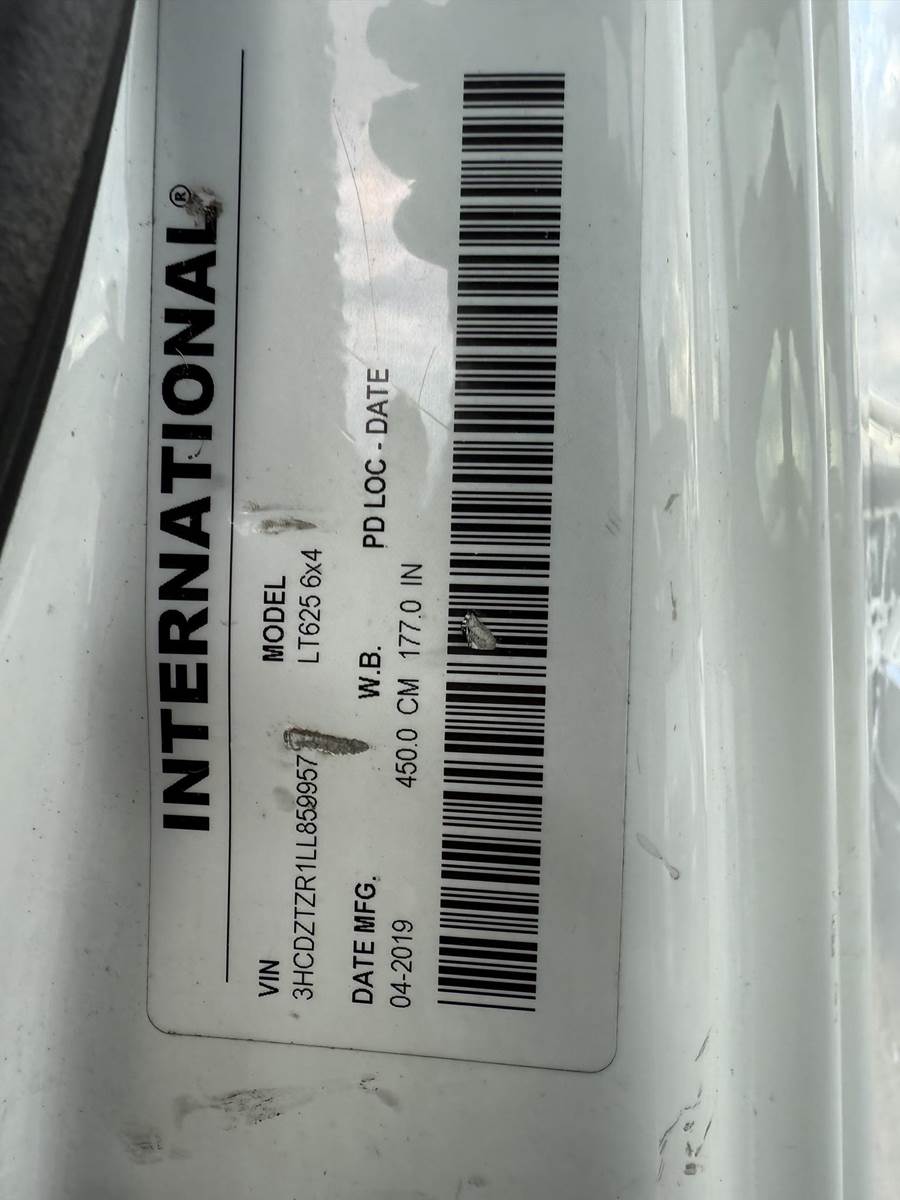 INTERNATIONAL®
VIN MODEL
3HCDZTZR1LL859957 LT625 6x4
DATE MFG. W.B. PD LOC - DATE
04-2019 450.0 CM 177.0 IN